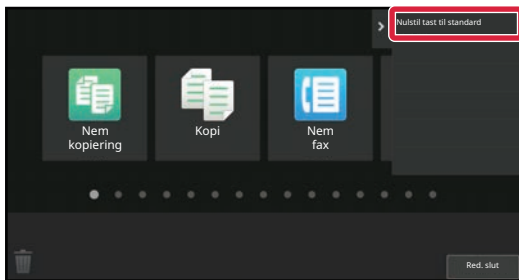 Nulstil tast til standard
Nem
kopiering
Kopi
Nem
fax
Red. slut